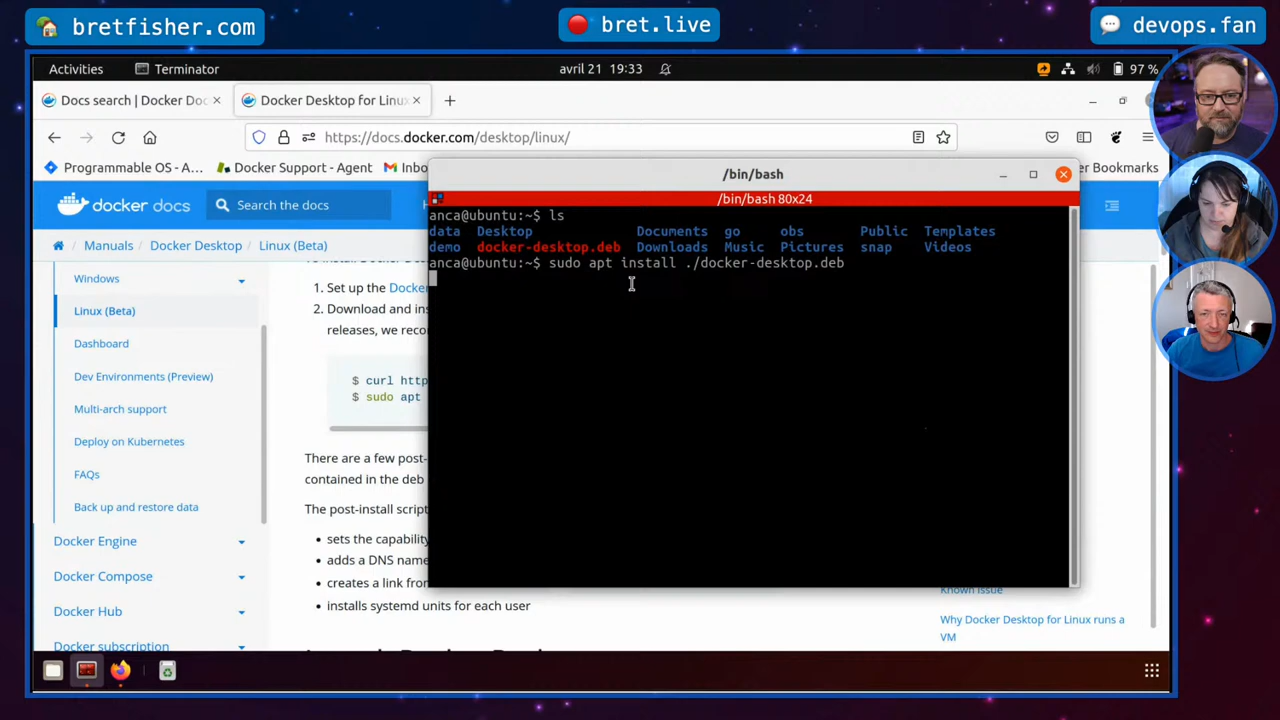 bretfisher.com
bret.live
devops.fan
Activities
Terminator
avril 21 19:33
97 %
Docs search | Docker Doc
Docker Desktop for Linux
https://docs.docker.com/desktop/linux/
Programmable OS - A...
Docker Support - Agent
Inbo
er Bookmarks
/bin/bash
docker docs
Search the docs
/bin/bash 80x24
anca@ubuntu:~$ ls
data Desktop Documents go obs Public Templates
demo docker-desktop.deb Downloads Music Pictures snap Videos
anca@ubuntu:~$ sudo apt install ./docker-desktop.deb
Manuals / Docker Desktop / Linux (Beta)
Windows
Linux (Beta)
Dashboard
Dev Environments (Preview)
Multi-arch support
Deploy on Kubernetes
FAQs
Back up and restore data
Docker Engine
Docker Compose
Docker Hub
Docker subscription
1. Set up the Docke
2. Download and ins
releases, we recor
$ curl http
$ sudo apt
There are a few post-
contained in the deb
The post-install script
• sets the capability
• adds a DNS name
• creates a link from
• installs systemd units for each user
Known issue
Why Docker Desktop for Linux runs a
VM